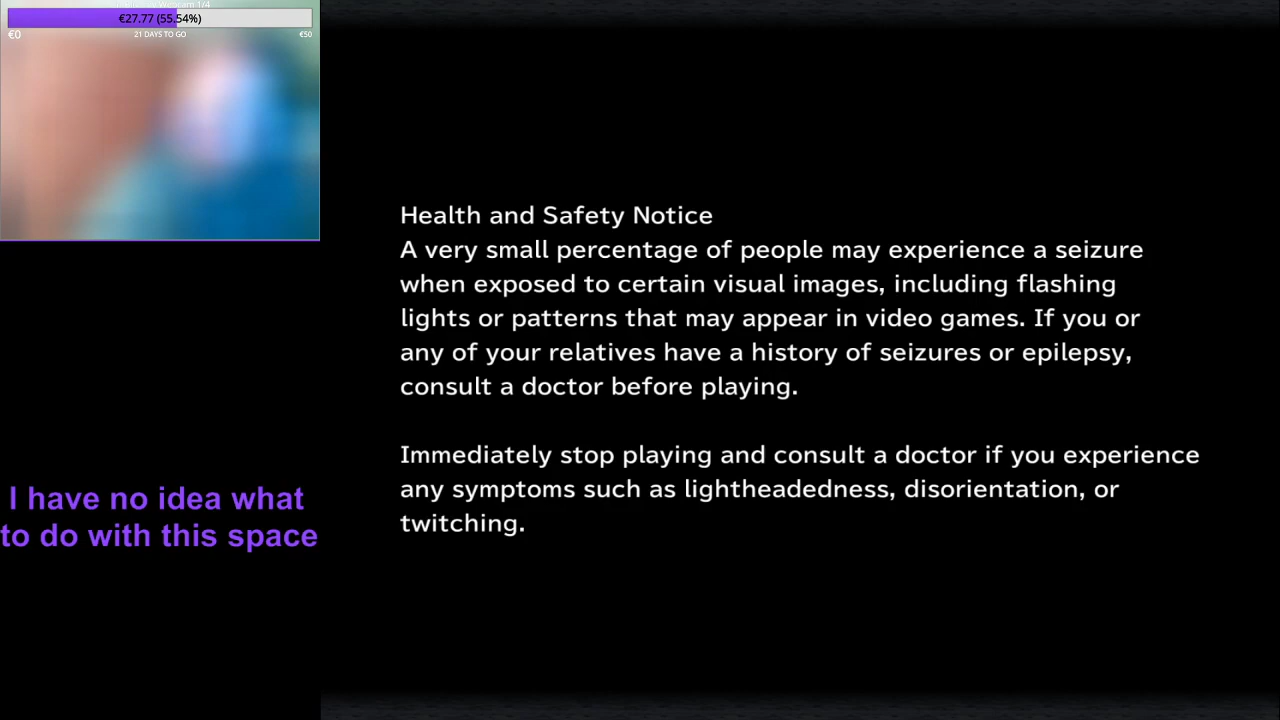 €27.77 (55.54%)
€0
21 DAYS TO GO
€50
Health and Safety Notice
A very small percentage of people may experience a seizure
when exposed to certain visual images, including flashing
lights or patterns that may appear in video games. If you or
any of your relatives have a history of seizures or epilepsy,
consult a doctor before playing.
Immediately stop playing and consult a doctor if you experience
any symptoms such as lightheadedness, disorientation, or
twitching.
I have no idea what
to do with this space